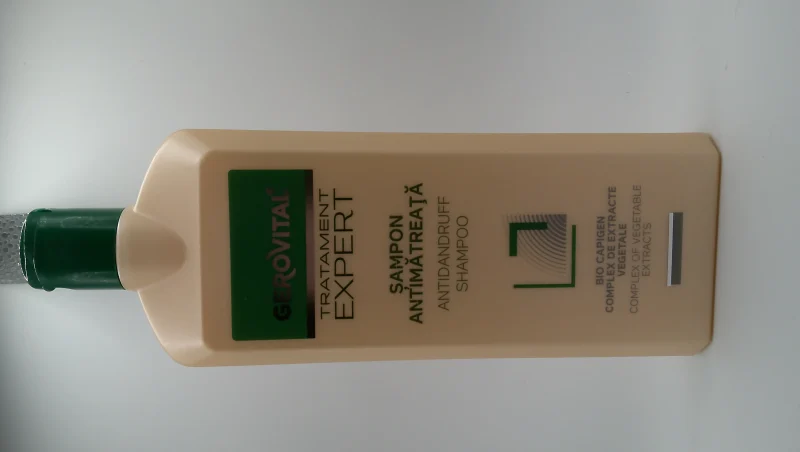 GEROVITAL
TRATAMENT
EXPERT
ŞAMPON
ANTIMĂTREAŢĂ
ANTIDANDRUFF
SHAMPOO
BIO CAPIGEN
COMPLEX DE EXTRACTE
VEGETALE
COMPLEX OF VEGETABLE
EXTRACTS